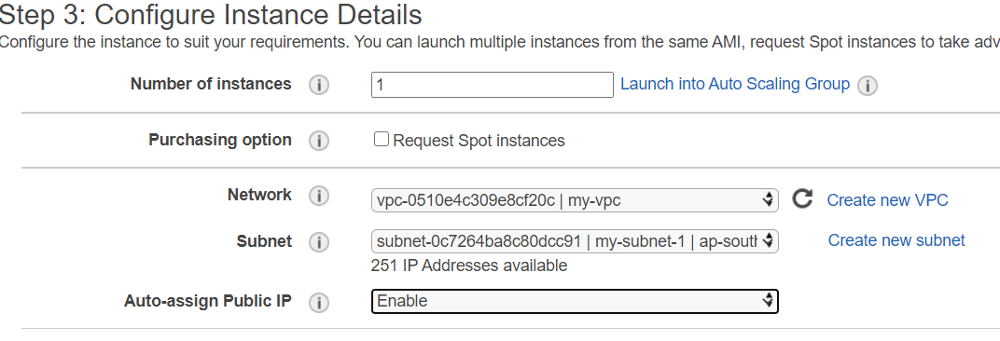 Step 3: Configure Instance Details
Configure the instance to suit your requirements. You can launch multiple instances from the same AMI, request Spot instances to take adv
Number of instances i 1 Launch into Auto Scaling Group i
Purchasing option i Request Spot instances
Network i vpc-0510e4c309e8cf20c | my-vpc Create new VPC
Subnet i subnet-0c7264ba8c80dcc91 | my-subnet-1 | ap-sout Create new subnet
251 IP Addresses available
Auto-assign Public IP i Enable